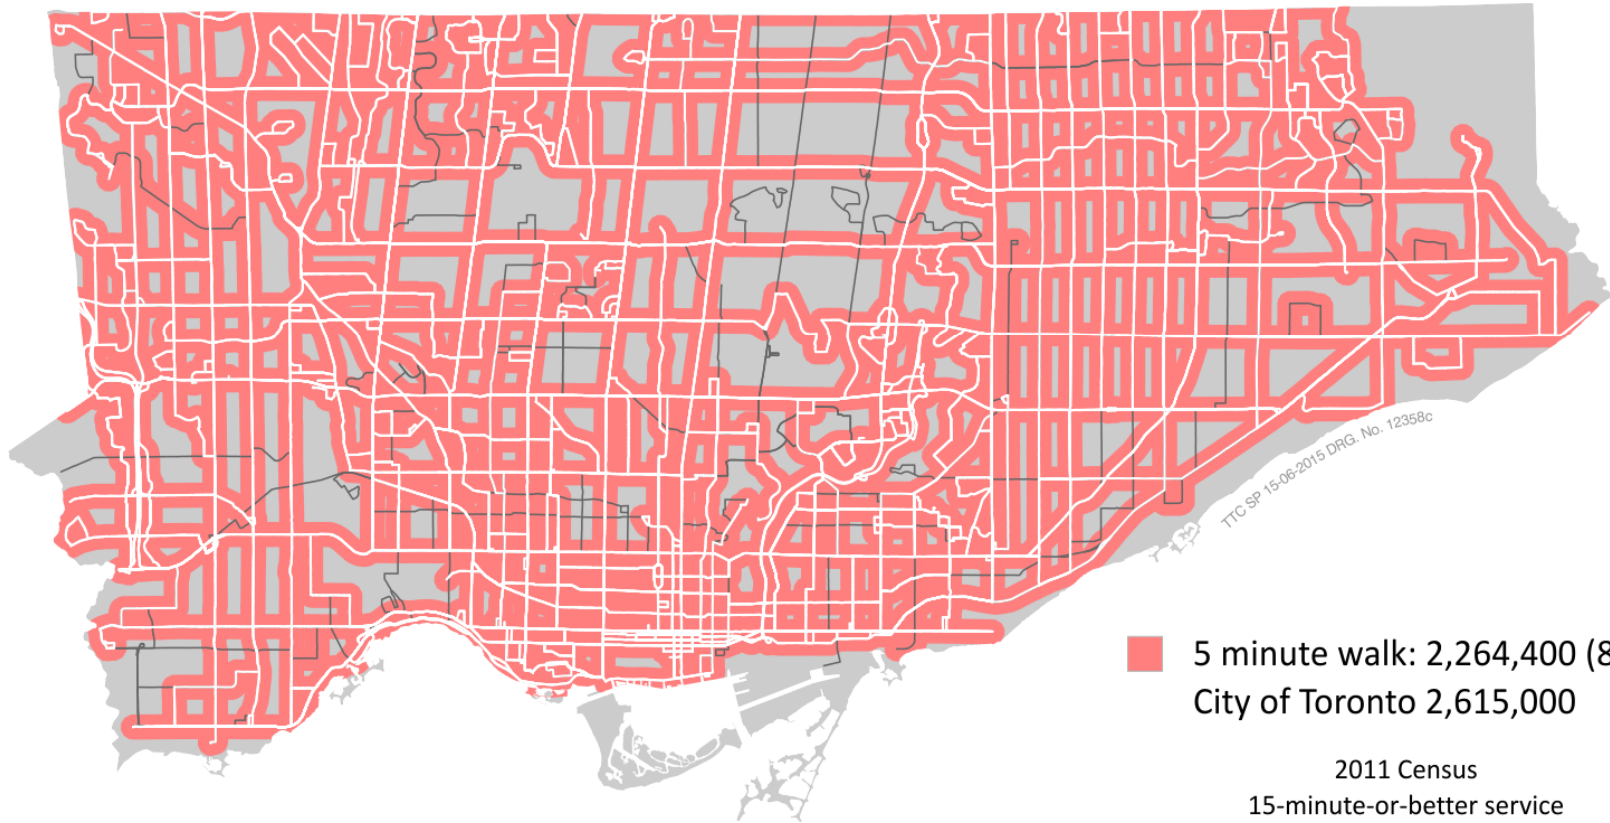 TTC SP 15-06-2015 DRG. No. 12358c
5 minute walk: 2,264,400 (8
City of Toronto 2,615,000
2011 Census
15-minute-or-better service